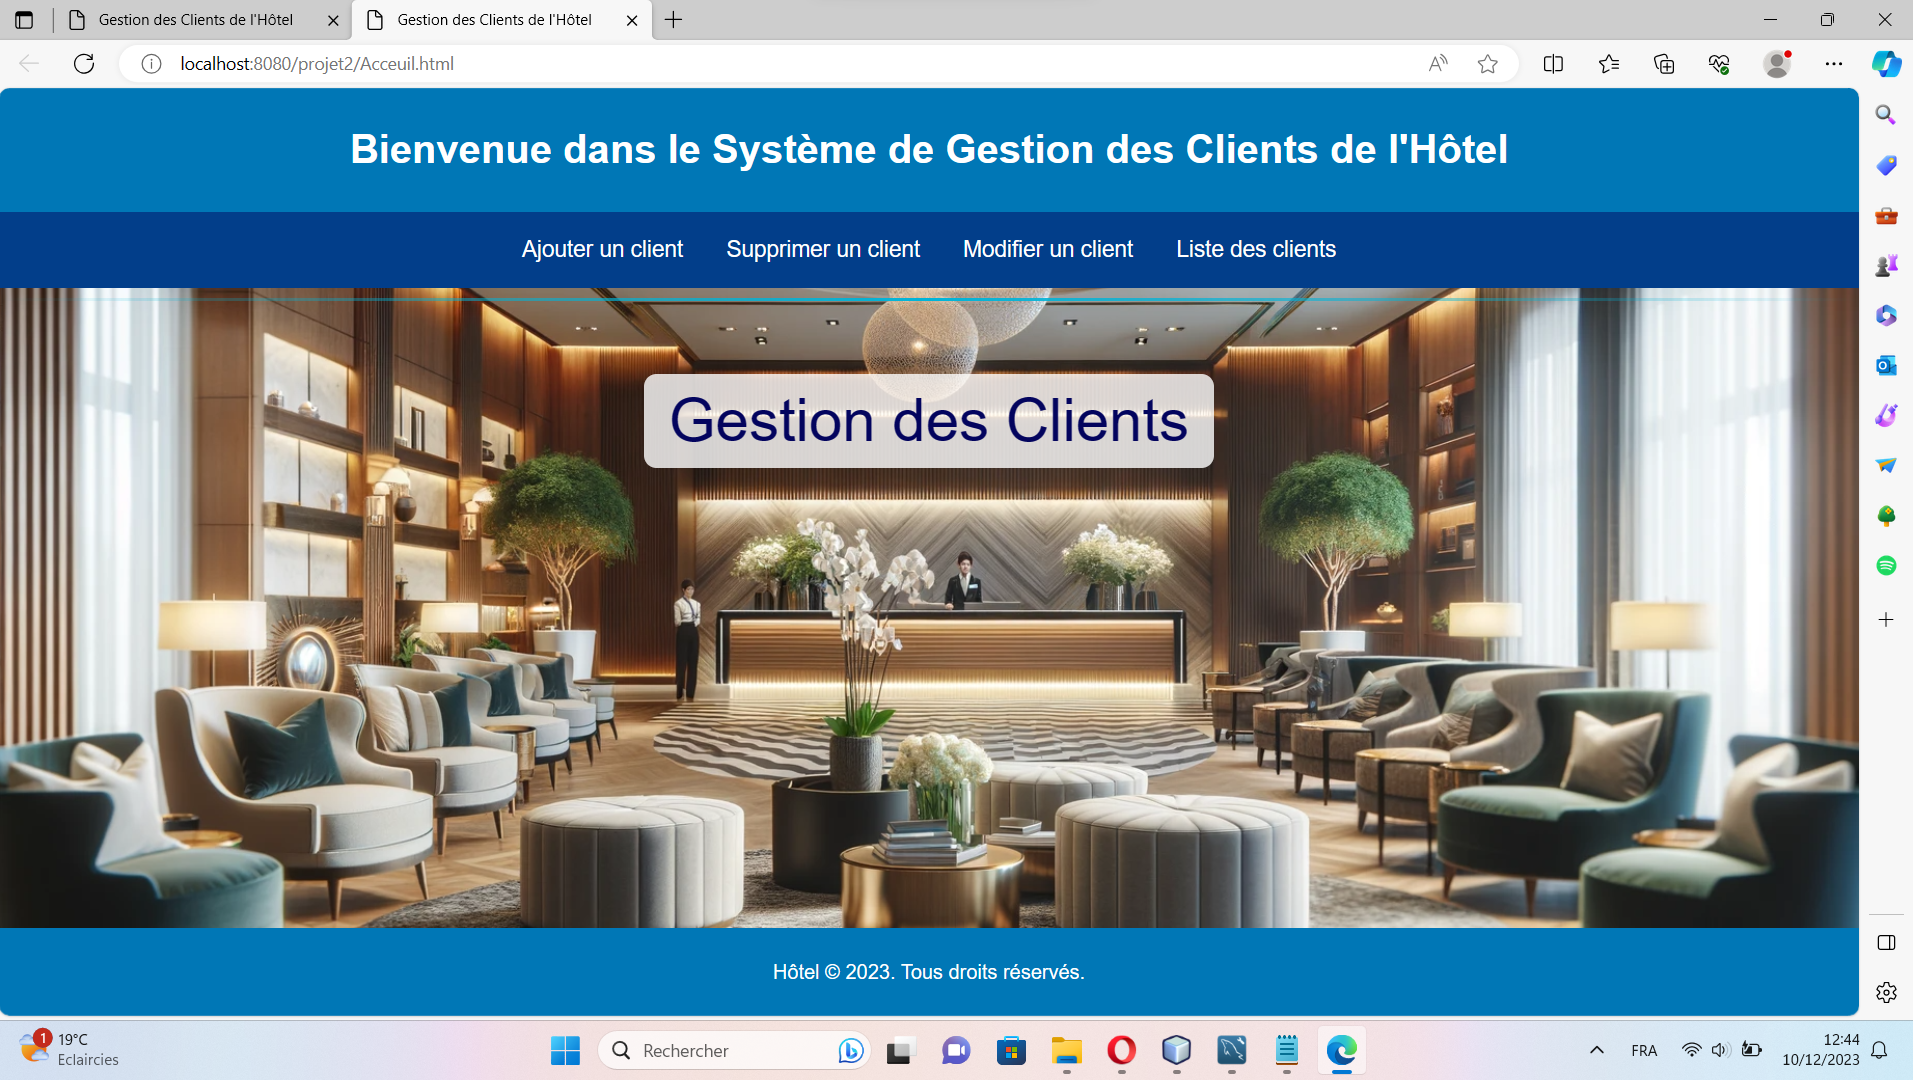 Gestion des Clients de l'Hôtel
Gestion des Clients de l'Hôtel
localhost:8080/projet2/Acceuil.html
Bienvenue dans le Système de Gestion des Clients de l'Hôtel
Ajouter un client
Supprimer un client
Modifier un client
Liste des clients
Gestion des Clients
Hôtel © 2023. Tous droits réservés.
1
19°C
Eclaircies
Rechercher
FRA
12:44
10/12/2023